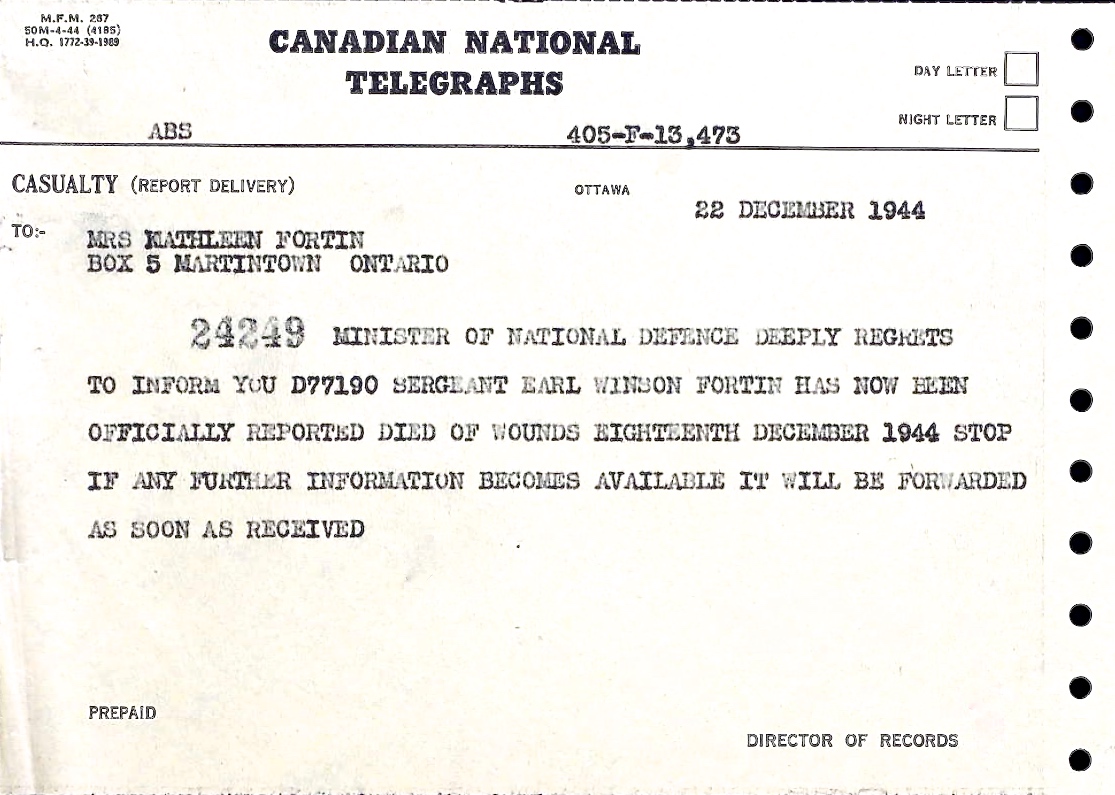 M.F.M. 267
50M-4-44 (4185)
H.Q. 1772-39-1989
CANADIAN NATIONAL
TELEGRAPHS
DAY LETTER
NIGHT LETTER
ABS 405-F-13,473
CASUALTY (REPORT DELIVERY) OTTAWA
22 DECEMBER 1944
TO:-
MRS KATHLEEN FORTIN
BOX 5 MARTINTOWN ONTARIO
24249 MINISTER OF NATIONAL DEFENCE DEEPLY REGRETS
TO INFORM YOU D77190 SERGEANT EARL WINSON FORTIN HAS NOW BEEN
OFFICIALLY REPORTED DIED OF WOUNDS EIGHTEENTH DECEMBER 1944 STOP
IF ANY FURTHER INFORMATION BECOMES AVAILABLE IT WILL BE FORWARDED
AS SOON AS RECEIVED
PREPAID
DIRECTOR OF RECORDS